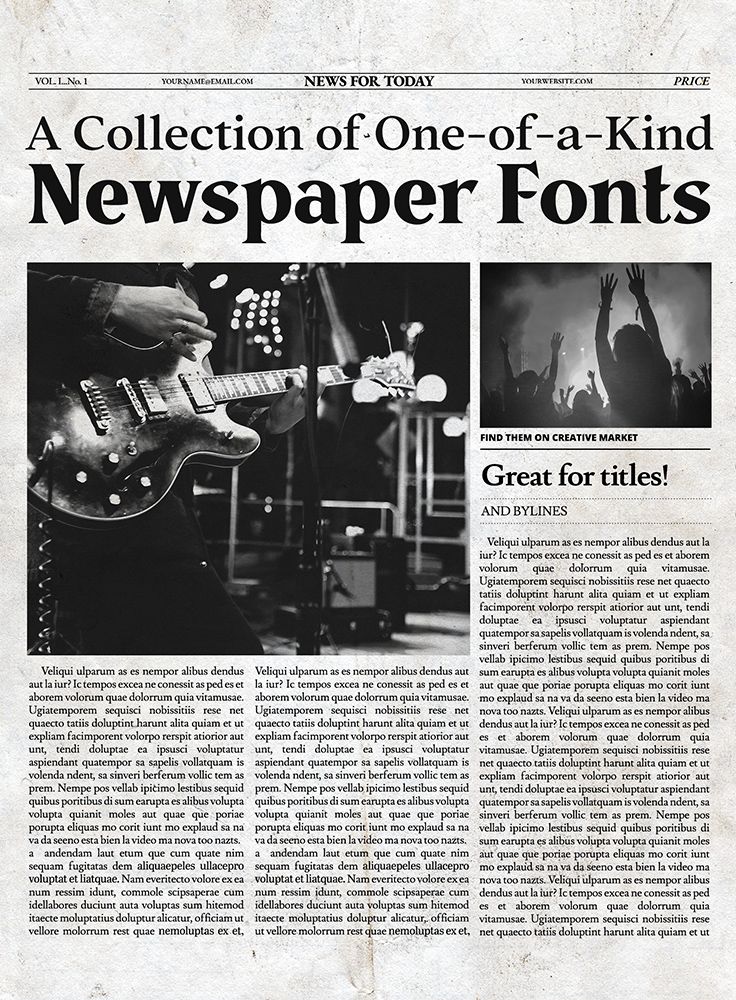 VOL. I...No. 1 YOURNAME@EMAIL.COM NEWS FOR TODAY YOURWEBSITE.COM PRICE
A Collection of One-of-a-Kind
Newspaper Fonts
FIND THEM ON CREATIVE MARKET
Great for titles!
AND BYLINES
Veliqui ulparum as es nempor alibus dendus
aut la iur? Ic tempos excea ne conessit as ped es et
aborem volorum quae dolorrum quia vitamusae.
Ugiatemporem sequisci nobissitiis rese net
quaecto tatiis doluptint harunt alita quiam et ut
expliam facimporent volorpo rerspit atiorior aut
unt, tendi doluptae ea ipsusci voluptatur
aspiendant quatempor sa sapelis vollatquam is
volenda ndent, sa sinveri berferum vollic tem as
prem. Nempe pos vellab ipicimo lestibus sequid
quibus poritibus di sum earupta es alibus volupta
volupta quianit moles aut quae que poriae
porupta eliquas mo corit iunt mo explaud sa na
va da seeno esta bien la video ma nova too nazts.
a andendam laut etum que cum quate nim
sequam fugitatas dem aliquaepeles ullacepro
voluptat et liatquae. Nam everitecto volore ex ea
num ressim idunt, commole scipsaperae cum
idellabores duciunt auta voluptas sum hitemod
itaecte moluptatius doluptur alicatur, officiam ut
vellore molorrum rest quae nemoluptas ex et,
Veliqui ulparum as es nempor alibus dendus aut
la iur? Ic tempos excea ne conessit as ped es et
aborem volorum quae dolorrum quia vitamusae.
Ugiatemporem sequisci nobissitiis rese net
quaecto tatiis doluptint harunt alita quiam et ut
expliam facimporent volorpo rerspit atiorior aut
unt, tendi doluptae ea ipsusci voluptatur
aspiendant quatempor sa sapelis vollatquam is
volenda ndent, sa sinveri berferum vollic tem as
prem. Nempe pos vellab ipicimo lestibus sequid
quibus poritibus di sum earupta es alibus volupta
volupta quianit moles aut quae que poriae
porupta eliquas mo corit iunt mo explaud sa na
va da seeno esta bien la video ma nova too nazts.
a andendam laut etum que cum quate nim
sequam fugitatas dem aliquaepeles ullacepro
voluptat et liatquae. Nam everitecto volore ex ea
num ressim idunt, commole scipsaperae cum
idellabores duciunt auta voluptas sum hitemod
itaecte moluptatius doluptur alicatur, officiam
ut vellore molorrum rest quae nemoluptas ex et,
Veliqui ulparum as es nempor alibus dendus aut la
iur? Ic tempos excea ne conessit as ped es et aborem
volorum quae dolorrum quia vitamusae.
Ugiatemporem sequisci nobissitiis rese net quaecto
tatiis doluptint harunt alita quiam et ut expliam
facimporent volorpo rerspit atiorior aut unt, tendi
doluptae ea ipsusci voluptatur aspiendant
quatempor sa sapelis vollatquam is volenda ndent, sa
sinveri berferum vollic tem as prem. Nempe pos
vellab ipicimo lestibus sequid quibus poritibus di
sum earupta es alibus volupta volupta quianit moles
aut quae que poriae porupta eliquas mo corit iunt
mo explaud sa na va da seeno esta bien la video ma
nova too nazts. Veliqui ulparum as es nempor alibus
dendus aut la iur? Ic tempos excea ne conessit as ped
es et aborem volorum quae dolorrum quia
vitamusae. Ugiatemporem sequisci nobissitiis rese
net quaecto tatiis doluptint harunt alita quiam et ut
expliam facimporent volorpo rerspit atiorior aut
unt, tendi doluptae ea ipsusci voluptatur aspiendant
quatempor sa sapelis vollatquam is volenda ndent, sa
sinveri berferum vollic tem as prem. Nempe pos
vellab ipicimo lestibus sequid quibus poritibus di
sum earupta es alibus volupta volupta quianit moles
aut quae que poriae porupta eliquas mo corit iunt
mo explaud sa na va da seeno esta bien la video ma
nova too nazts. Veliqui ulparum as es nempor alibus
dendus aut la iur? Ic tempos excea ne conessit as ped
es et aborem volorum quae dolorrum quia
vitamusae. Ugiatemporem sequisci nobissitiis rese
net quaecto tatiis doluptint harunt alita quiam et ut